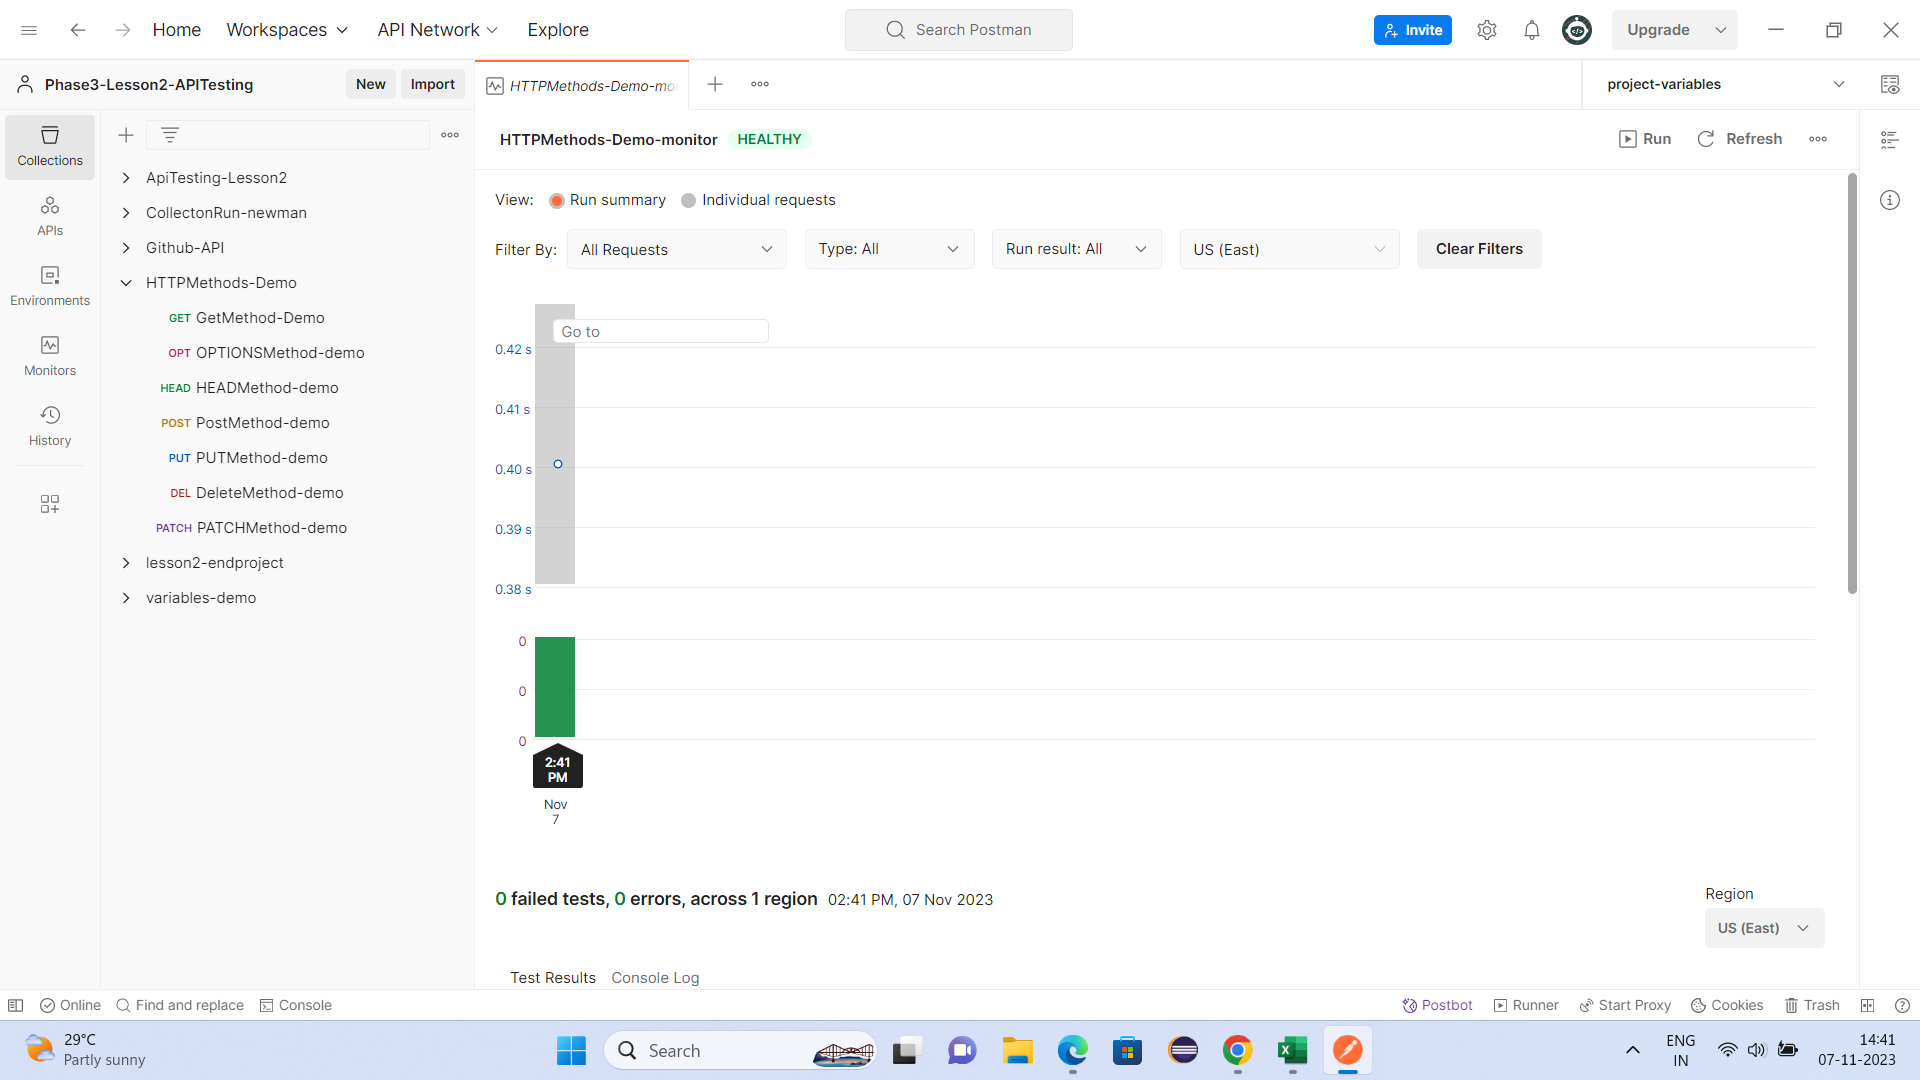 Home
Workspaces
API Network
Explore
Search Postman
Invite
Upgrade
Phase3-Lesson2-APITesting
New
Import
HTTPMethods-Demo-mo
project-variables
Collections
APIs
Environments
Monitors
History
ApiTesting-Lesson2
CollectonRun-newman
Github-API
HTTPMethods-Demo
GET GetMethod-Demo
OPT OPTIONSMethod-demo
HEAD HEADMethod-demo
POST PostMethod-demo
PUT PUTMethod-demo
DEL DeleteMethod-demo
PATCH PATCHMethod-demo
lesson2-endproject
variables-demo
HTTPMethods-Demo-monitor HEALTHY
Run
Refresh
View: Run summary Individual requests
Filter By: All Requests Type: All Run result: All US (East) Clear Filters
Go to
0.42 s
0.41 s
0.40 s
0.39 s
0.38 s
0
0
0
2:41
PM
Nov
7
0 failed tests, 0 errors, across 1 region 02:41 PM, 07 Nov 2023
Region
US (East)
Test Results Console Log
Online
Find and replace
Console
Postbot
Runner
Start Proxy
Cookies
Trash
29°C
Partly sunny
Search
ENG
IN
14:41
07-11-2023